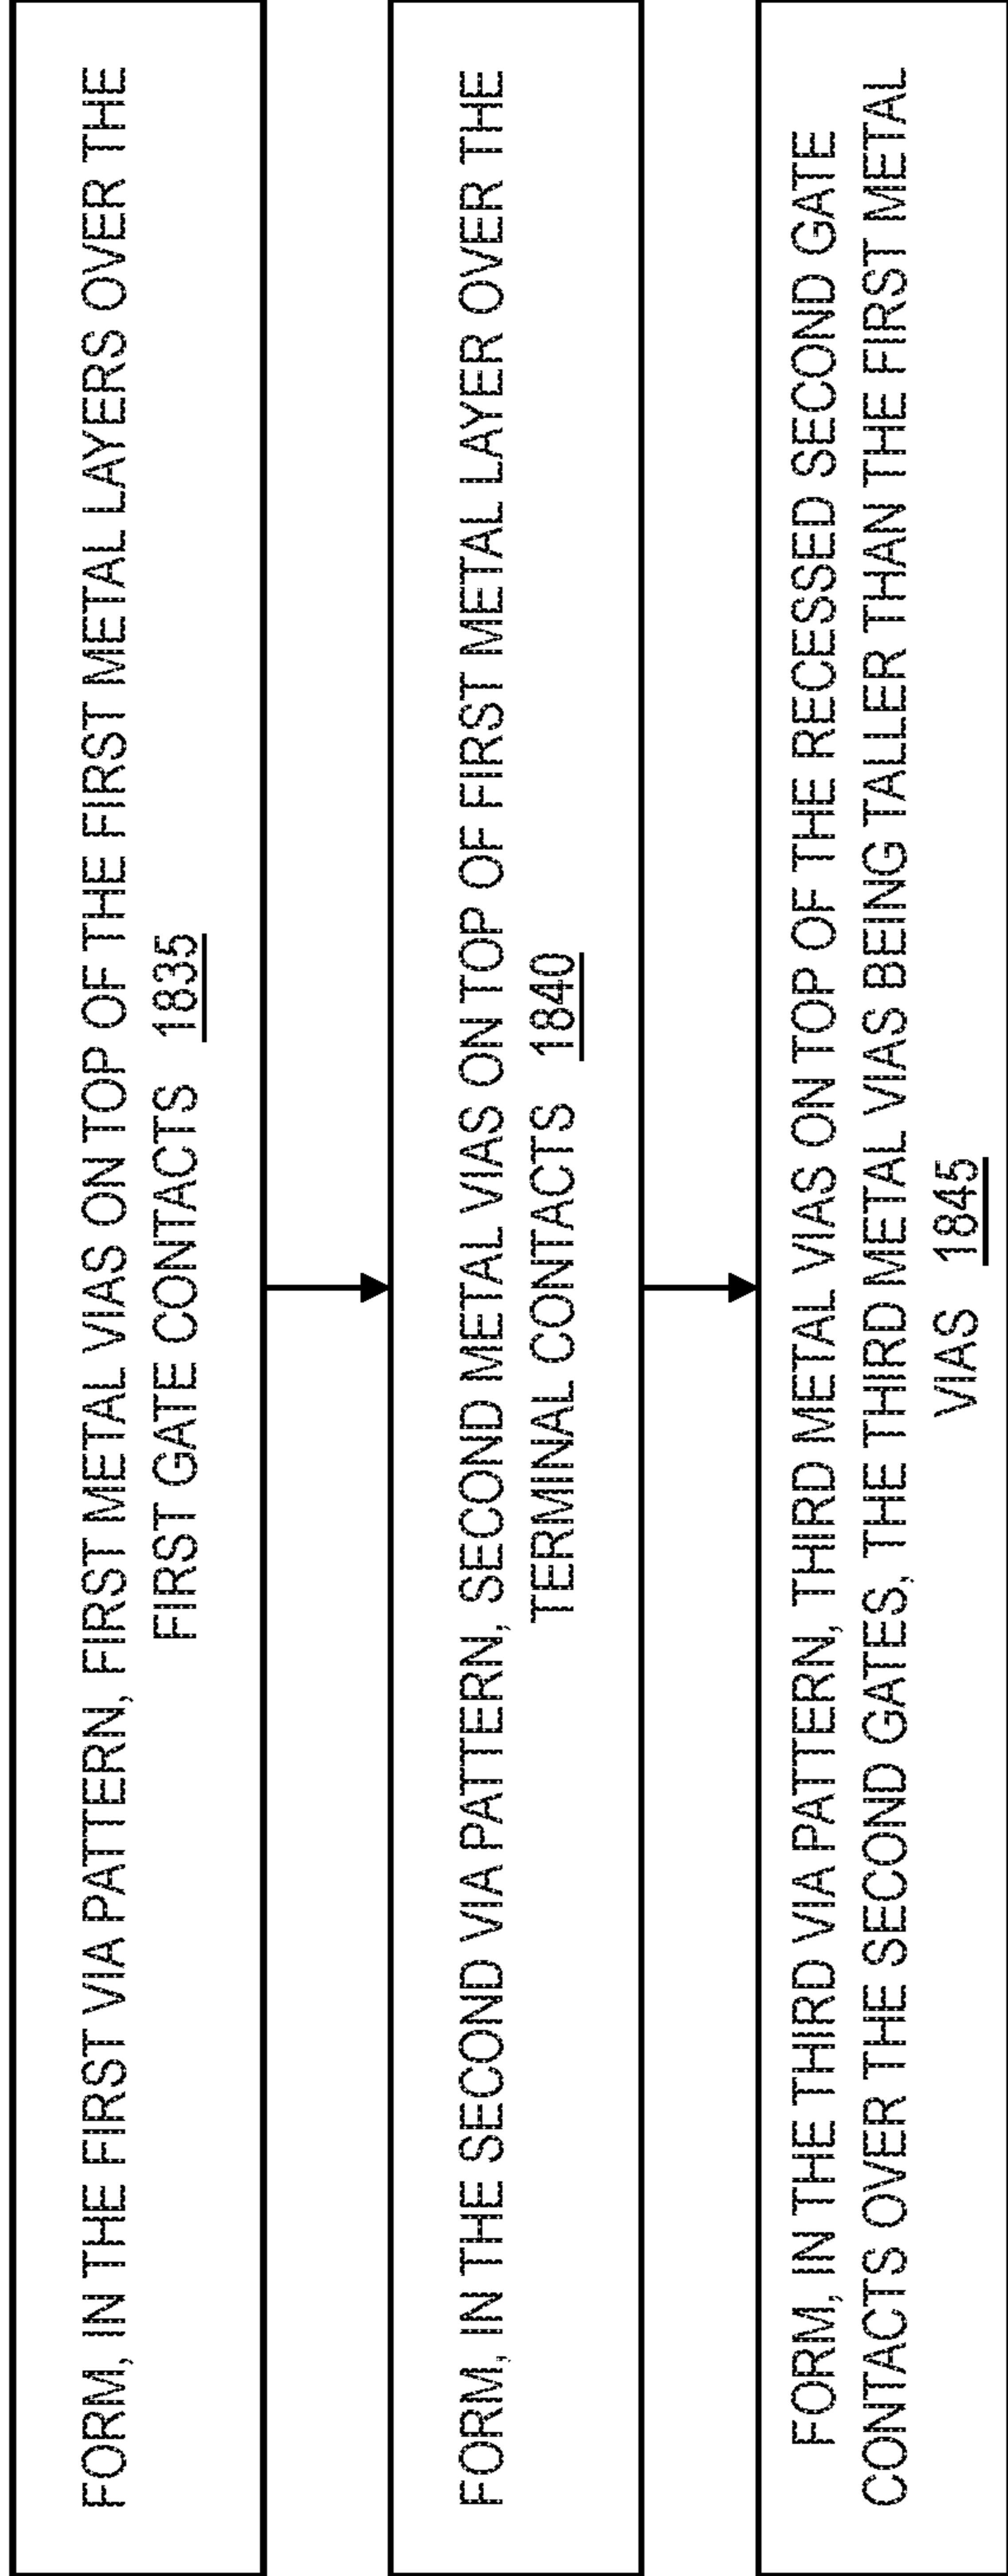 FORM, IN THE FIRST VIA PATTERN, FIRST METAL VIAS ON TOP OF THE FIRST METAL LAYERS OVER THE
FIRST GATE CONTACTS 1835
FORM, IN THE SECOND VIA PATTERN, SECOND METAL VIAS ON TOP OF FIRST METAL LAYER OVER THE
TERMINAL CONTACTS 1840
FORM, IN THE THIRD VIA PATTERN, THIRD METAL VIAS ON TOP OF THE RECESSED SECOND GATE
CONTACTS OVER THE SECOND GATES, THE THIRD METAL VIAS BEING TALLER THAN THE FIRST METAL
VIAS 1845